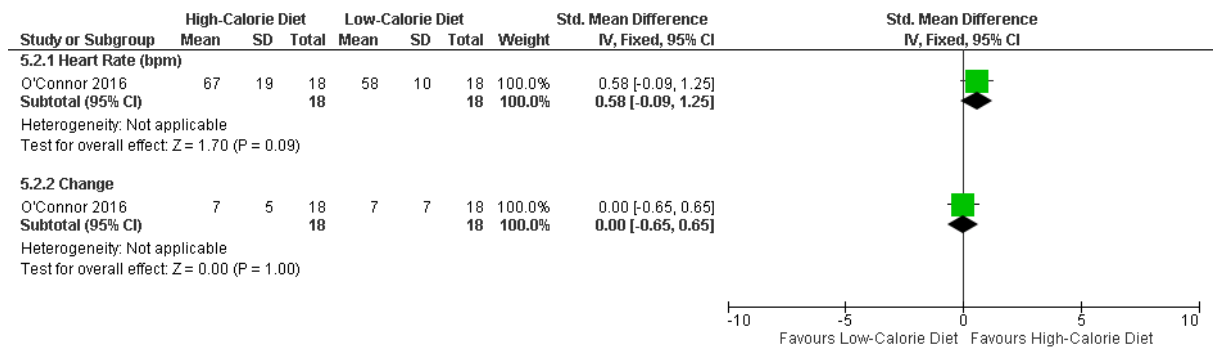 High-Calorie Diet Low-Calorie Diet Std. Mean Difference Std. Mean Difference
Study or Subgroup Mean SD Total Mean SD Total Weight IV, Fixed, 95% CI IV, Fixed, 95% CI
5.2.1 Heart Rate (bpm)
O'Connor 2016 67 19 18 58 10 18 100.0% 0.58 [-0.09, 1.25]
Subtotal (95% CI) 18 18 100.0% 0.58 [-0.09, 1.25]
Heterogeneity: Not applicable
Test for overall effect: Z = 1.70 (P = 0.09)
5.2.2 Change
O'Connor 2016 7 5 18 7 7 18 100.0% 0.00 [-0.65, 0.65]
Subtotal (95% CI) 18 18 100.0% 0.00 [-0.65, 0.65]
Heterogeneity: Not applicable
Test for overall effect: Z = 0.00 (P = 1.00)
-10 -5 0 5 10
Favours Low-Calorie Diet Favours High-Calorie Diet